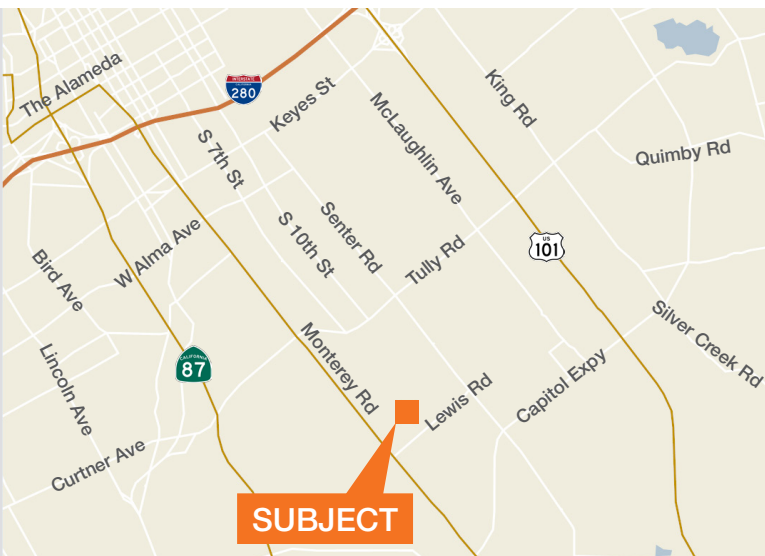 The Alameda
INTERSTATE
CALIFORNIA
280
Keyes St
King Rd
McLaughlin Ave
Quimby Rd
S 7th St
Senter Rd
S 10th St
W Alma Ave
Tully Rd
US
101
Bird Ave
Silver Creek Rd
Monterey Rd
CALIFORNIA
87
Lincoln Ave
Lewis Rd
Capitol Expy
Curtner Ave
SUBJECT